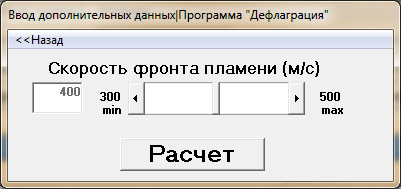 Ввод дополнительных данных|Программа "Дефлаграция"
<<Назад
Скорость фронта пламени (м/с)
400 300 500
min max
Расчет